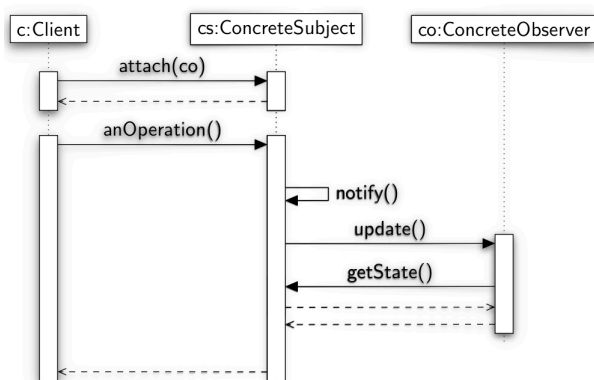 c:Client
cs:ConcreteSubject
co:ConcreteObserver
attach(co)
anOperation()
notify()
update()
getState()